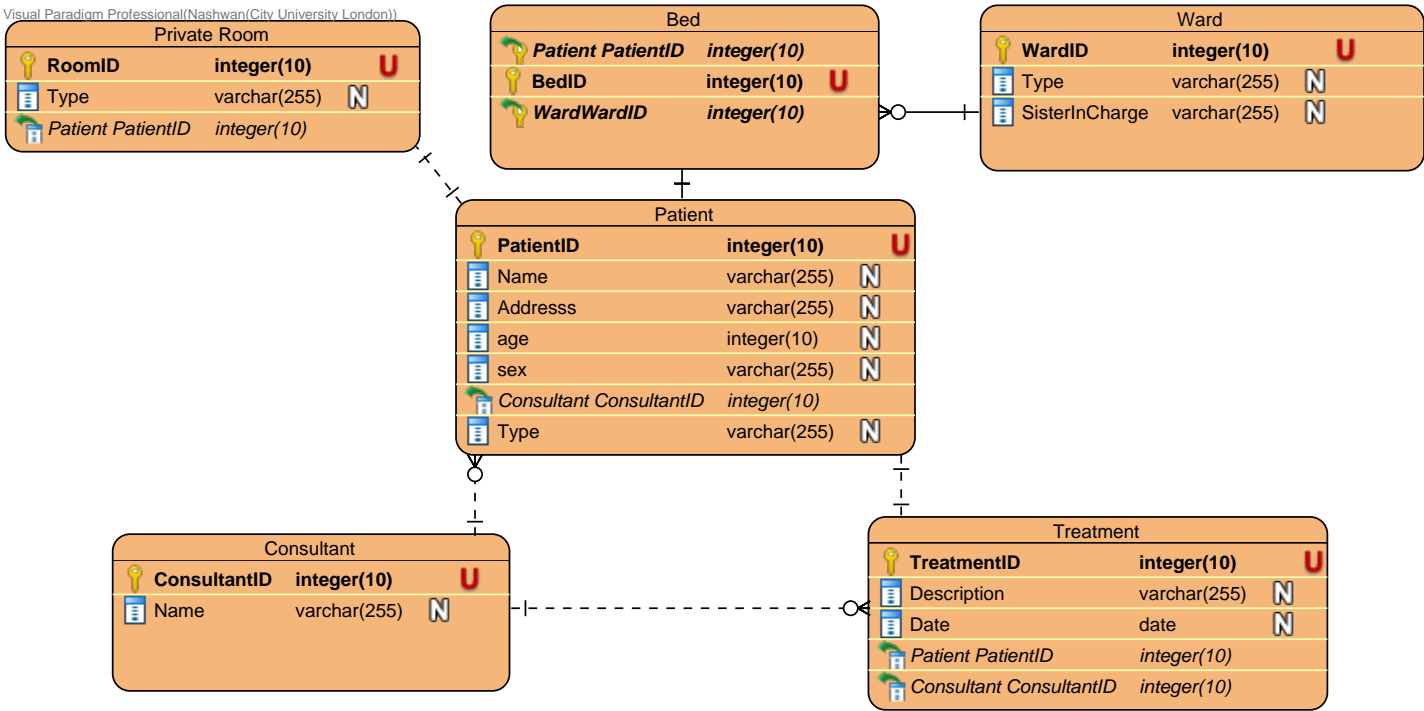 Visual Paradigm Professional(Nashwan(City University London))
Private Room
RoomID integer(10) U
Type varchar(255) N
Patient PatientID integer(10)
Bed
Patient PatientID integer(10)
BedID integer(10) U
WardWardID integer(10)
Ward
WardID integer(10) U
Type varchar(255) N
SisterInCharge varchar(255) N
Patient
PatientID integer(10) U
Name varchar(255) N
Addresss varchar(255) N
age integer(10) N
sex varchar(255) N
Consultant ConsultantID integer(10)
Type varchar(255) N
Consultant
ConsultantID integer(10) U
Name varchar(255) N
Treatment
TreatmentID integer(10) U
Description varchar(255) N
Date date N
Patient PatientID integer(10)
Consultant ConsultantID integer(10)